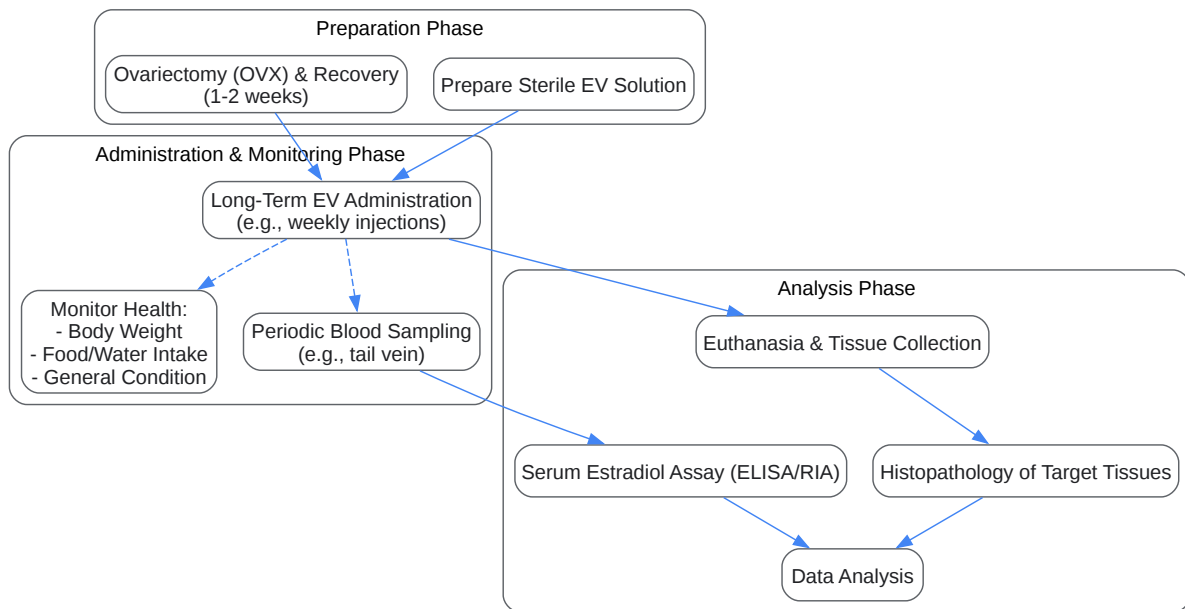 Preparation Phase
Ovariectomy (OVX) & Recovery
(1-2 weeks)
Prepare Sterile EV Solution
Administration & Monitoring Phase
Long-Term EV Administration
(e.g., weekly injections)
Monitor Health:
- Body Weight
- Food/Water Intake
- General Condition
Periodic Blood Sampling
(e.g., tail vein)
Analysis Phase
Euthanasia & Tissue Collection
Serum Estradiol Assay (ELISA/RIA)
Histopathology of Target Tissues
Data Analysis